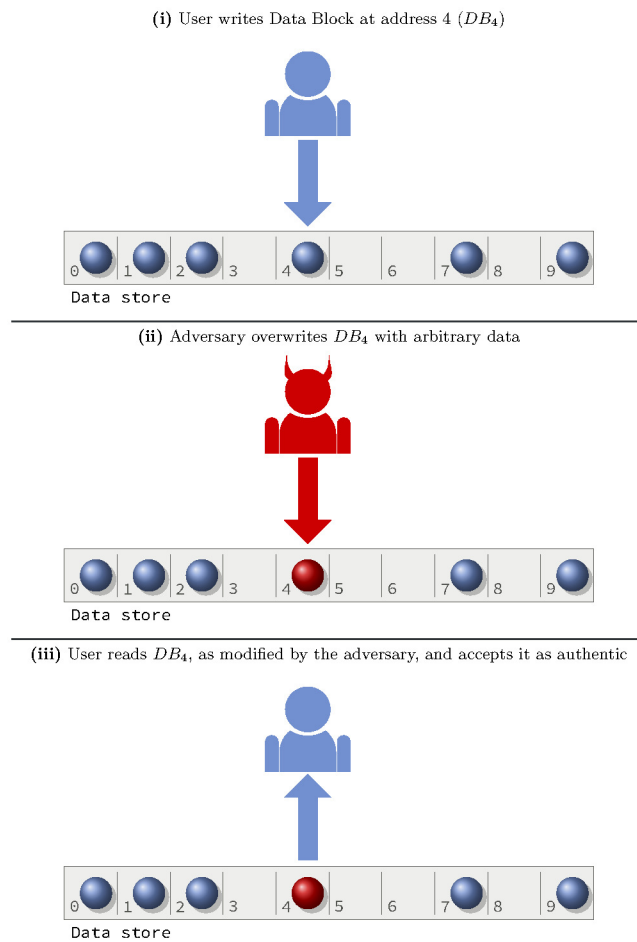 (i) User writes Data Block at address 4 (DB₄)
0 1 2 3 4 5 6 7 8 9
Data store
(ii) Adversary overwrites DB₄ with arbitrary data
0 1 2 3 4 5 6 7 8 9
Data store
(iii) User reads DB₄, as modified by the adversary, and accepts it as authentic
0 1 2 3 4 5 6 7 8 9
Data store